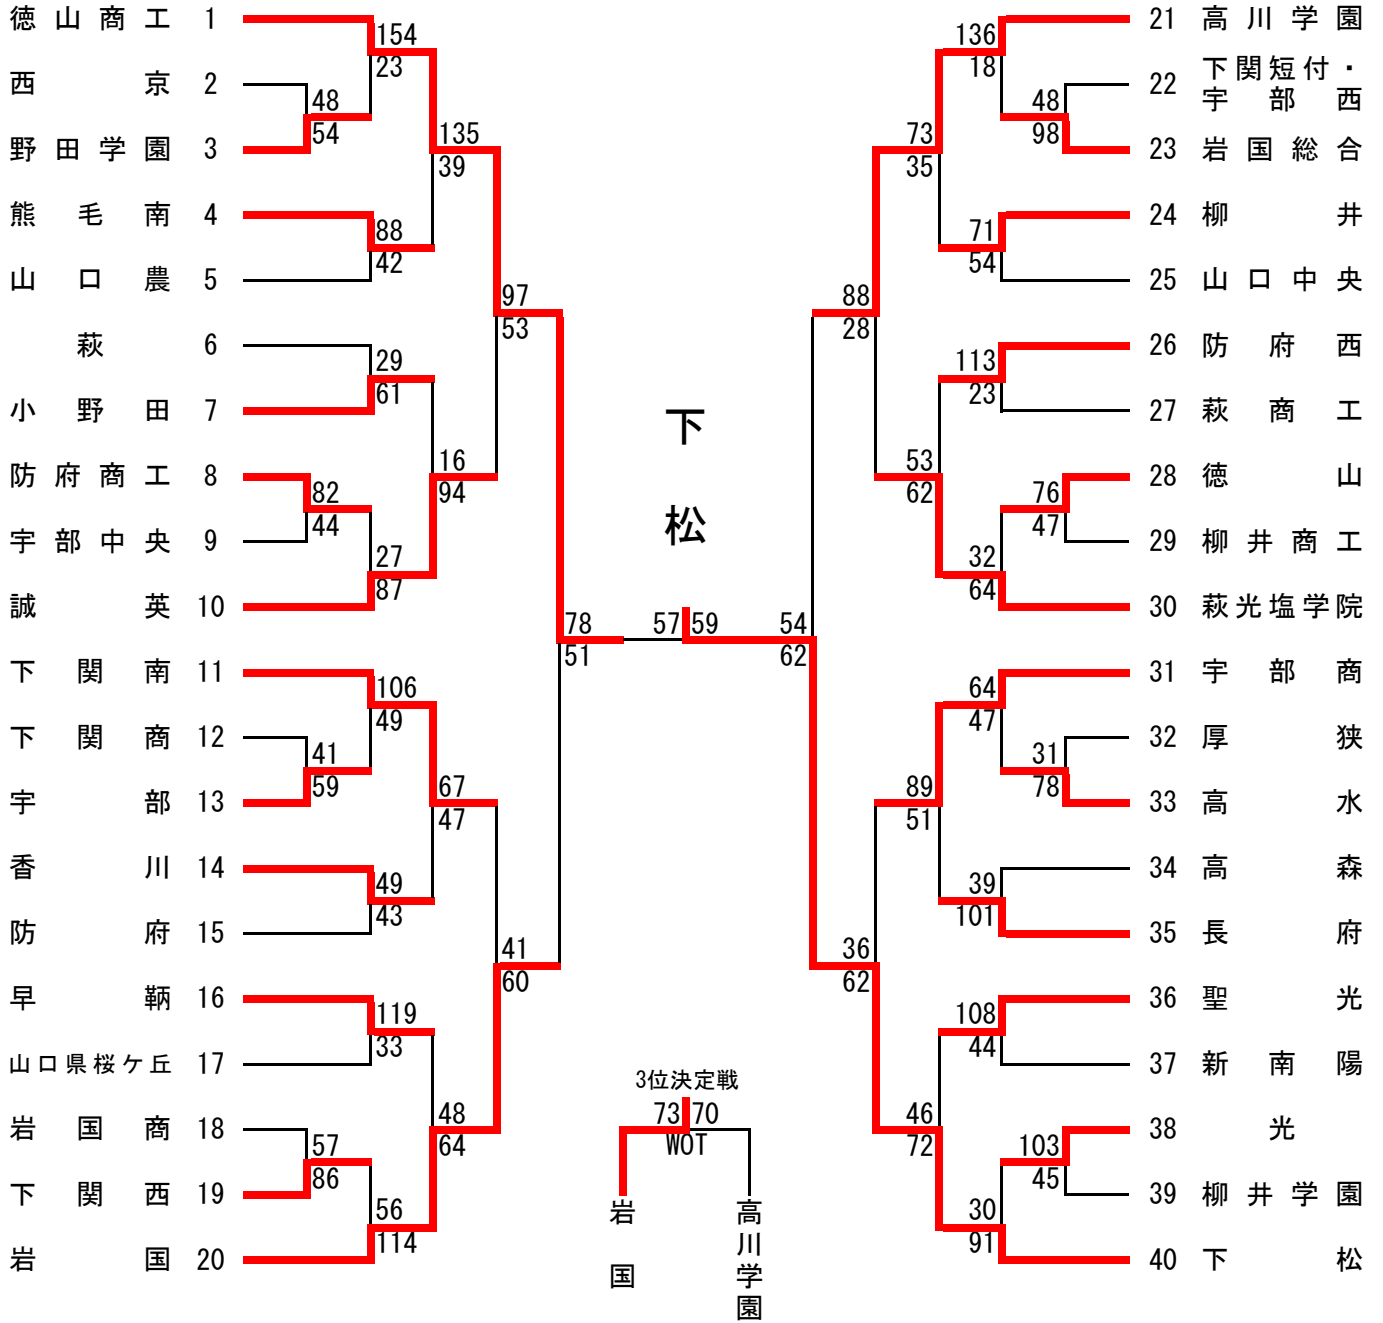 徳山商工 1
西京 2
野田学園 3
熊毛南 4
山口農 5
萩 6
小野田 7
防府商工 8
宇部中央 9
誠英 10
下関南 11
下関商 12
宇部 13
香川 14
防府 15
早鞆 16
山口県桜ケ丘 17
岩国商 18
下関西 19
岩国 20
48
54
82
44
41
59
57
86
154
23
88
42
29
61
27
87
106
49
49
43
119
33
56
114
135
39
16
94
67
47
48
64
97
53
41
60
78
51
下松
57 59
3位決定戦
73 70
WOT
岩国
高川学園
54
62
88
28
36
62
73
35
53
62
89
51
46
72
136
18
71
54
113
23
32
64
64
47
39
101
108
44
30
91
48
98
76
47
31
78
103
45
21 高川学園
22 下関短付・
宇部西
23 岩国総合
24 柳井
25 山口中央
26 防府西
27 萩商工
28 徳山
29 柳井商工
30 萩光塩学院
31 宇部商
32 厚狭
33 高水
34 高森
35 長府
36 聖光
37 新南陽
38 光
39 柳井学園
40 下松